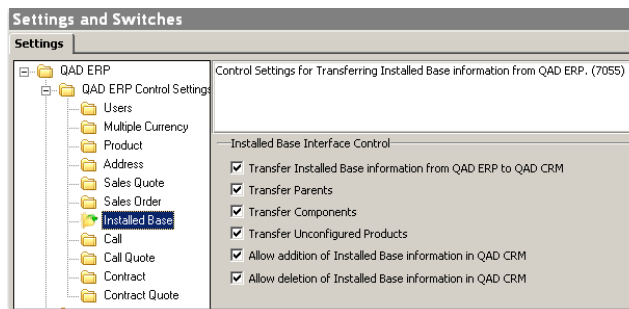 Settings and Switches
Settings
QAD ERP
QAD ERP Control Settings
Users
Multiple Currency
Product
Address
Sales Quote
Sales Order
Installed Base
Call
Call Quote
Contract
Contract Quote
Control Settings for Transferring Installed Base information from QAD ERP. (7055)
Installed Base Interface Control
Transfer Installed Base information from QAD ERP to QAD CRM
Transfer Parents
Transfer Components
Transfer Unconfigured Products
Allow addition of Installed Base information in QAD CRM
Allow deletion of Installed Base information in QAD CRM